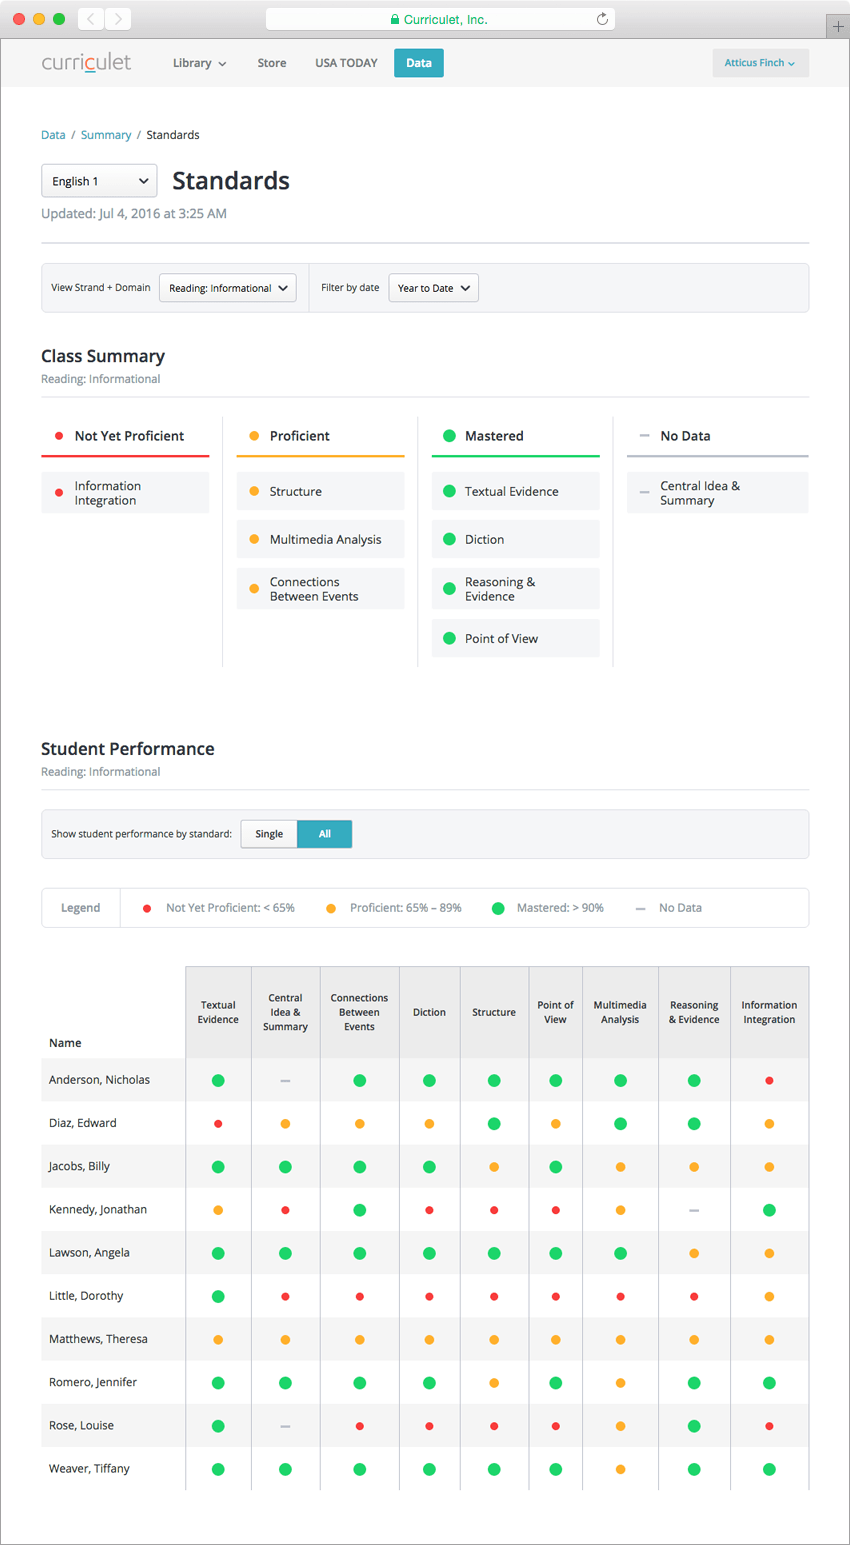 Curriculet, Inc.
curriculet Library Store USA TODAY Data Atticus Finch
Data / Summary / Standards
English 1 Standards
Updated: Jul 4, 2016 at 3:25 AM
View Strand + Domain Reading: Informational Filter by date Year to Date
Class Summary
Reading: Informational
Not Yet Proficient
Information
Integration
Proficient
Structure
Multimedia Analysis
Connections
Between Events
Mastered
Textual Evidence
Diction
Reasoning &
Evidence
Point of View
No Data
Central Idea &
Summary
Student Performance
Reading: Informational
Show student performance by standard: Single All
Legend Not Yet Proficient: < 65% Proficient: 65% – 89% Mastered: > 90% No Data
Name
Textual
Evidence
Central
Idea &
Summary
Connections
Between
Events
Diction
Structure
Point of
View
Multimedia
Analysis
Reasoning
& Evidence
Information
Integration
Anderson, Nicholas
Diaz, Edward
Jacobs, Billy
Kennedy, Jonathan
Lawson, Angela
Little, Dorothy
Matthews, Theresa
Romero, Jennifer
Rose, Louise
Weaver, Tiffany